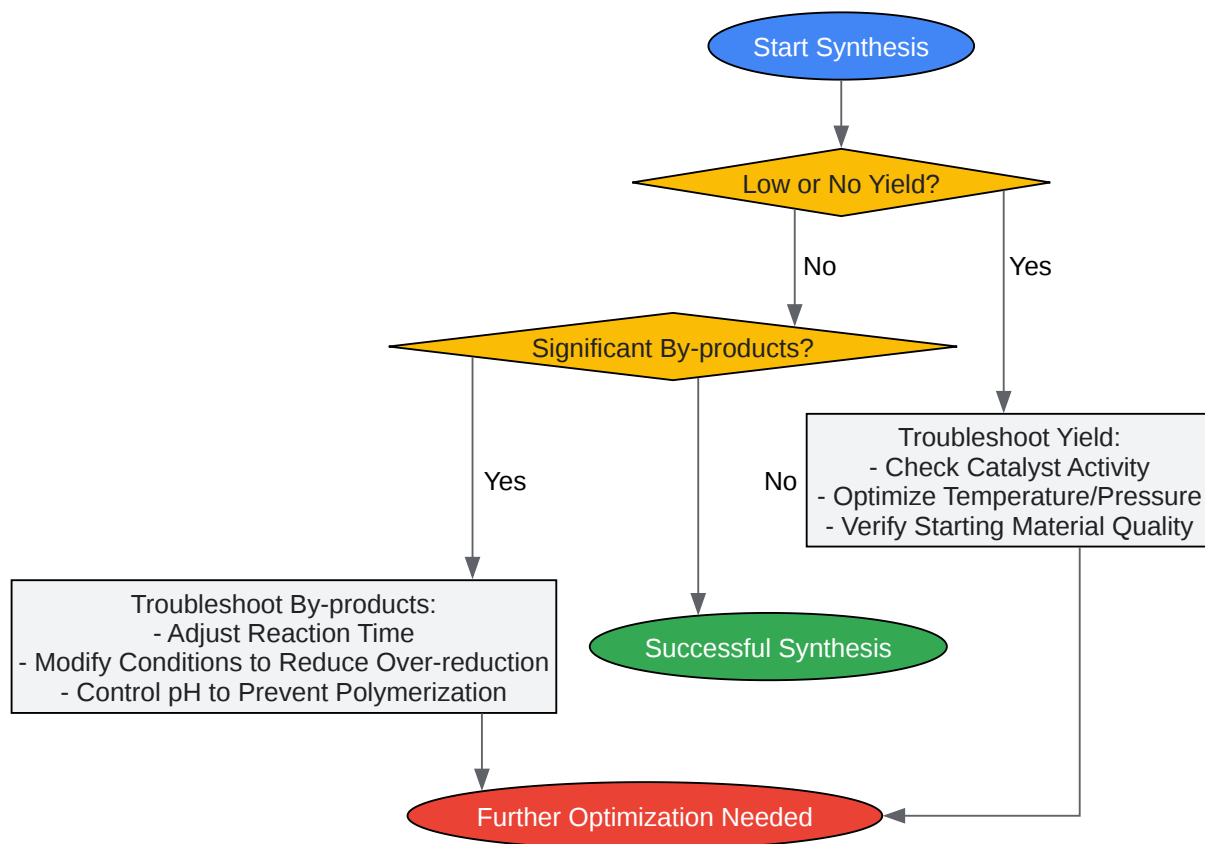 Start Synthesis
Low or No Yield?
No
Yes
Significant By-products?
Troubleshoot Yield:
- Check Catalyst Activity
- Optimize Temperature/Pressure
- Verify Starting Material Quality
Yes
No
Troubleshoot By-products:
- Adjust Reaction Time
- Modify Conditions to Reduce Over-reduction
- Control pH to Prevent Polymerization
Successful Synthesis
Further Optimization Needed